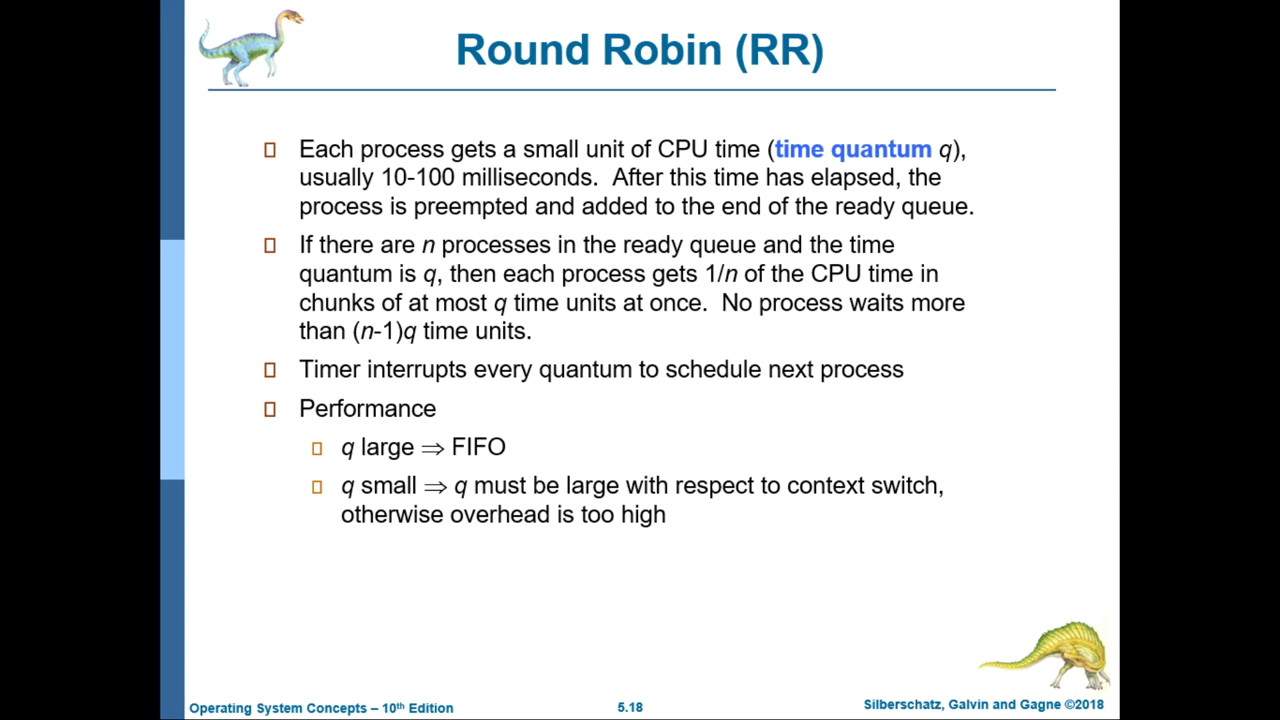 Round Robin (RR)
Each process gets a small unit of CPU time (time quantum q),
usually 10-100 milliseconds.  After this time has elapsed, the
process is preempted and added to the end of the ready queue.
If there are n processes in the ready queue and the time
quantum is q, then each process gets 1/n of the CPU time in
chunks of at most q time units at once.  No process waits more
than (n-1)q time units.
Timer interrupts every quantum to schedule next process
Performance
q large ⇒ FIFO
q small ⇒ q must be large with respect to context switch,
otherwise overhead is too high
Operating System Concepts – 10th Edition
5.18
Silberschatz, Galvin and Gagne ©2018